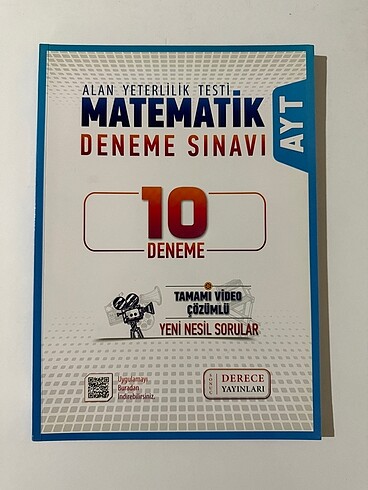 ALAN YETERLİLİK TESTİ
MATEMATİK
DENEME SINAVI
AYT
10
DENEME
TAMAMI VİDEO
ÇÖZÜMLÜ
YENİ NESİL SORULAR
Uygulamayı
Buradan
İndirebilirsiniz.
DERECE
YAYINLARI